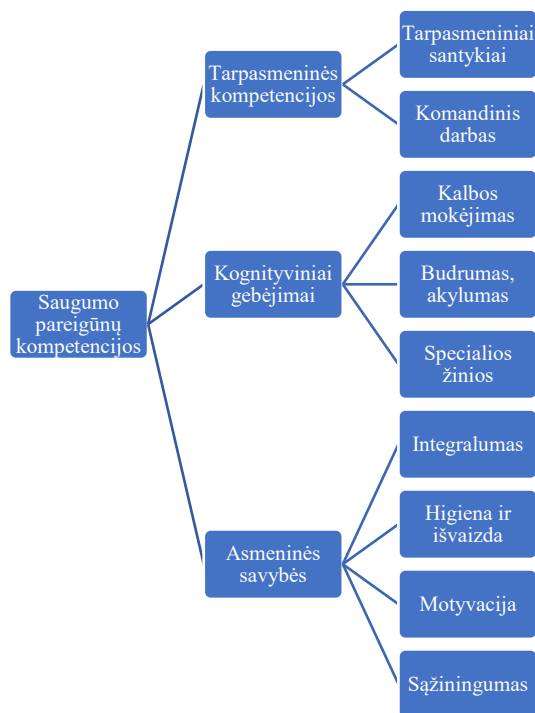 Saugumo
pareigūnų
kompetencijos
Tarpasmeninės
kompetencijos
Tarpasmeniniai
santykiai
Komandinis
darbas
Kognityviniai
gebėjimai
Kalbos
mokėjimas
Budrumas,
akylumas
Specialios
žinios
Asmeninės
savybės
Integralumas
Higiena ir
išvaizda
Motyvacija
Sąžiningumas